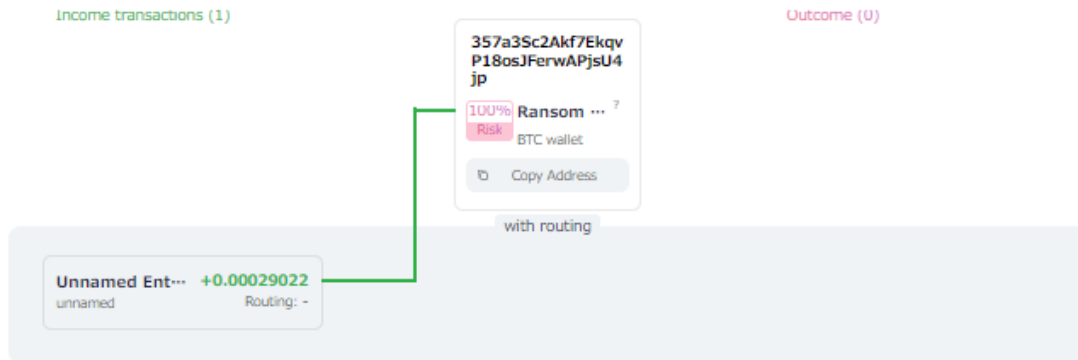 Income transactions (1)
Outcome (0)
357a3Sc2Akf7Ekqv
P18osJFerwAPjsU4
jp
100% Ransom ... ?
Risk
BTC wallet
Copy Address
with routing
Unnamed Ent... +0.00029022
unnamed Routing: -